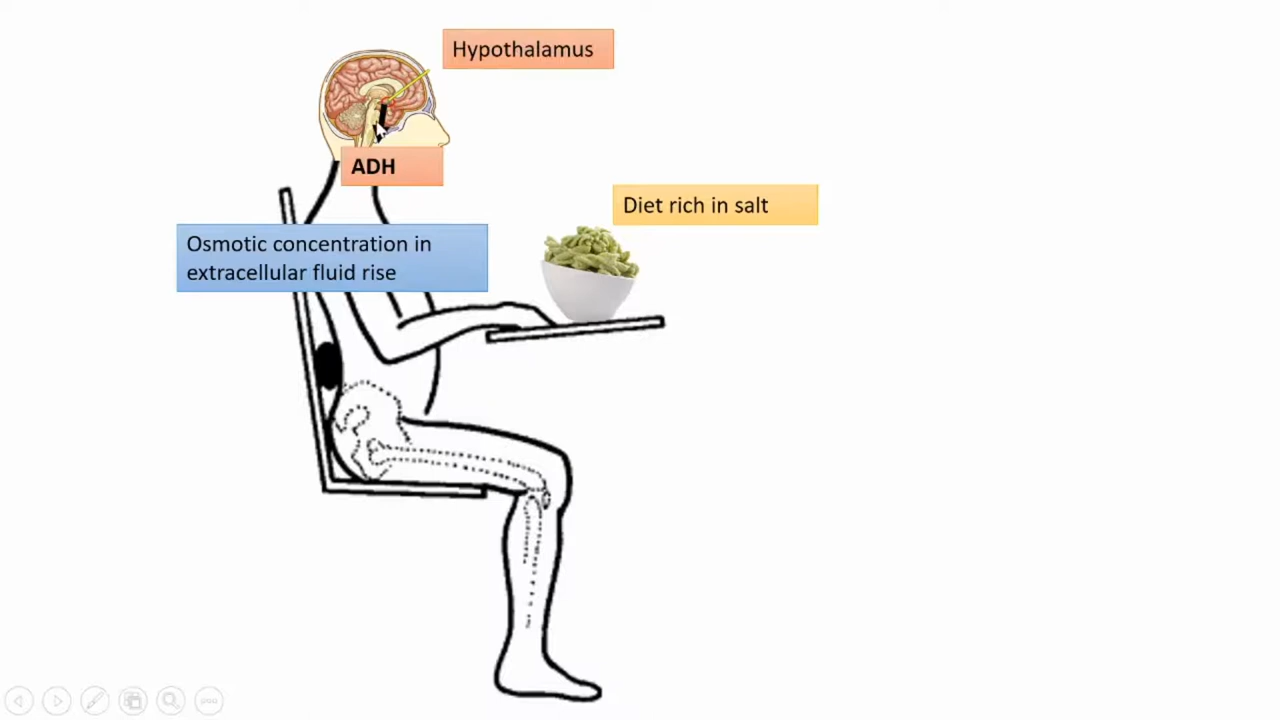 Hypothalamus
ADH
Diet rich in salt
Osmotic concentration in
extracellular fluid rise